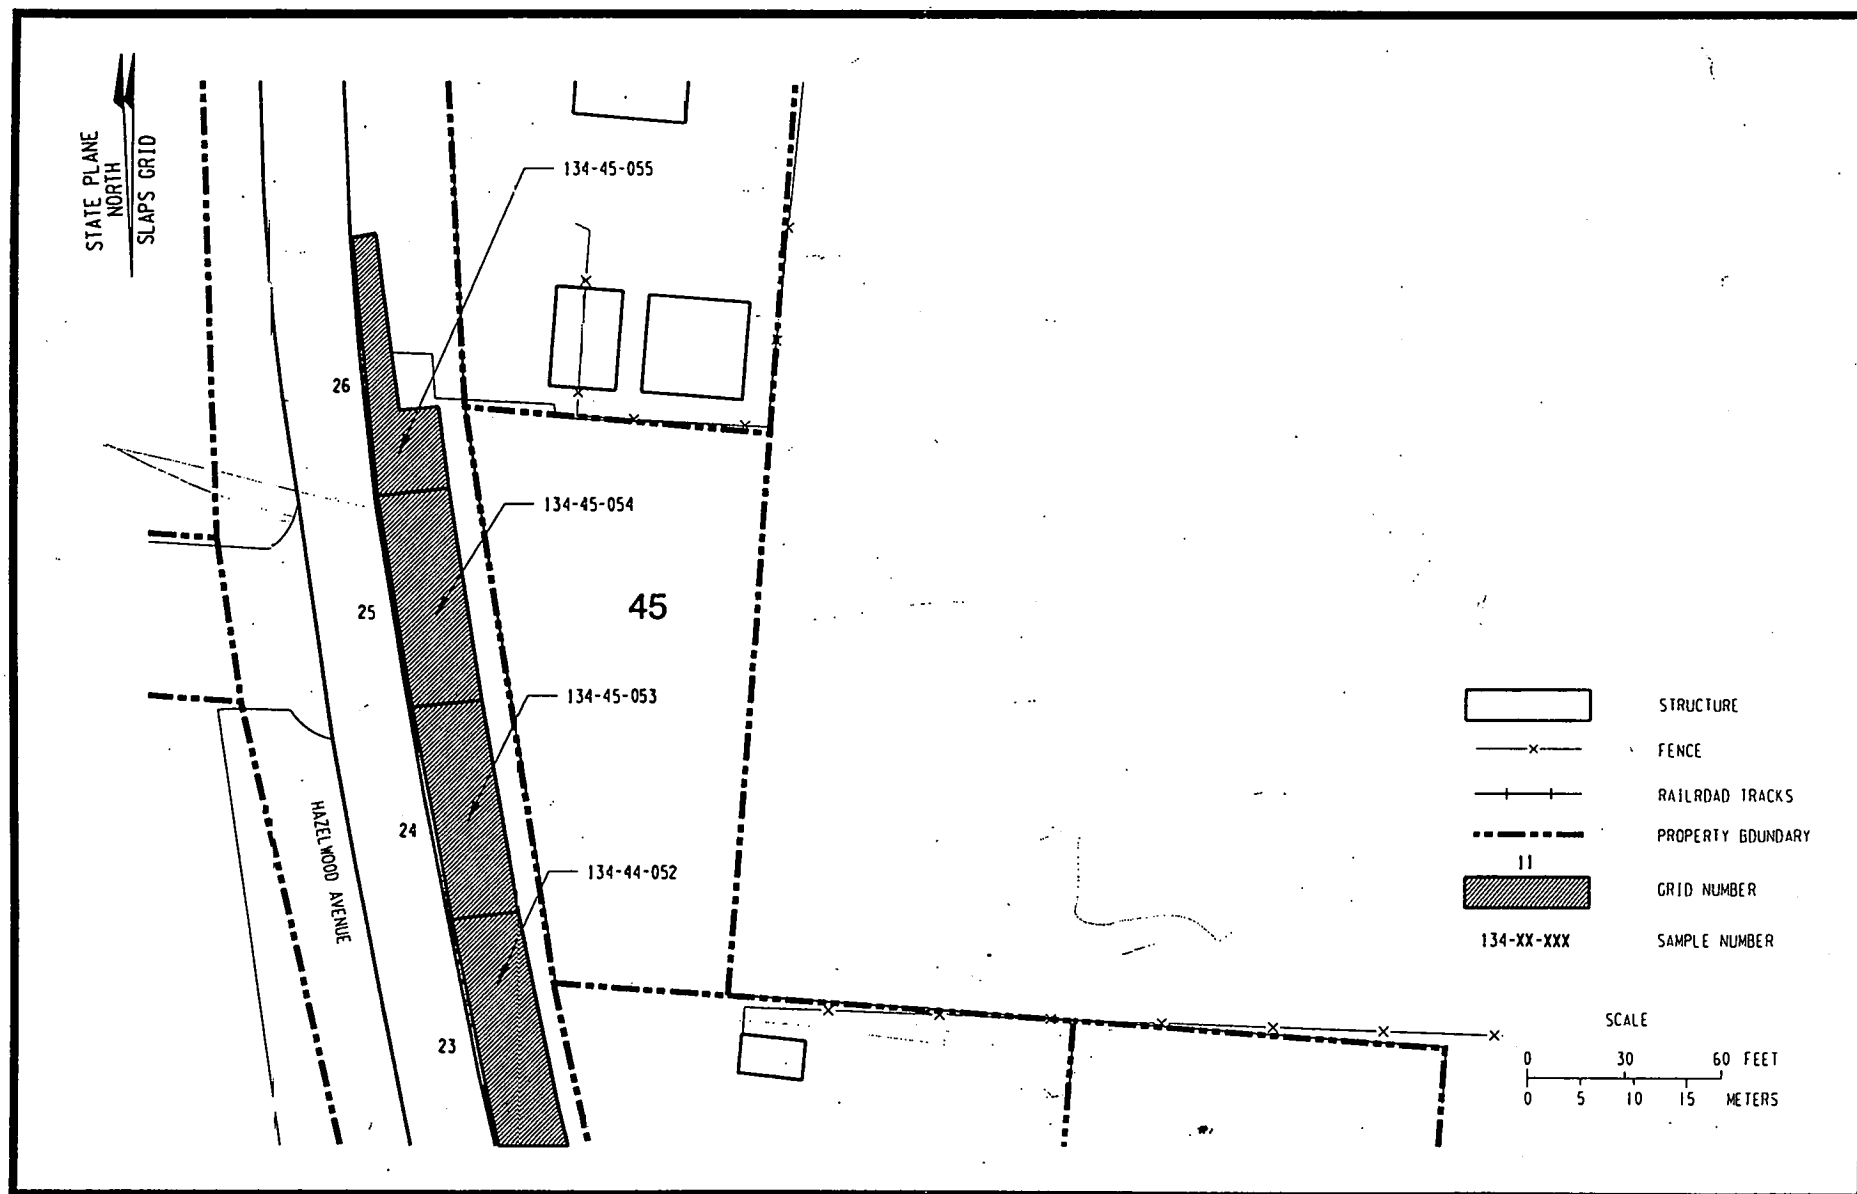 STATE PLANE
NORTH
SLAPS GRID
134-45-055
26
134-45-054
25
45
134-45-053
24
HAZELWOOD AVENUE
134-44-052
23
STRUCTURE
FENCE
RAILROAD TRACKS
PROPERTY BOUNDARY
11
GRID NUMBER
134-XX-XXX SAMPLE NUMBER
SCALE
0 30 60 FEET
0 5 10 15 METERS